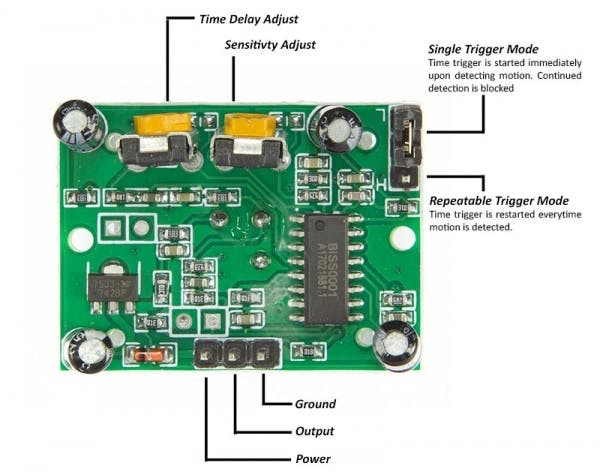 Time Delay Adjust
Sensitivty Adjust
Single Trigger Mode
Time trigger is started immediately
upon detecting motion. Continued
detection is blocked
Repeatable Trigger Mode
Time trigger is restarted everytime
motion is detected.
H
BISS0001
7533-
Ground
Output
Power